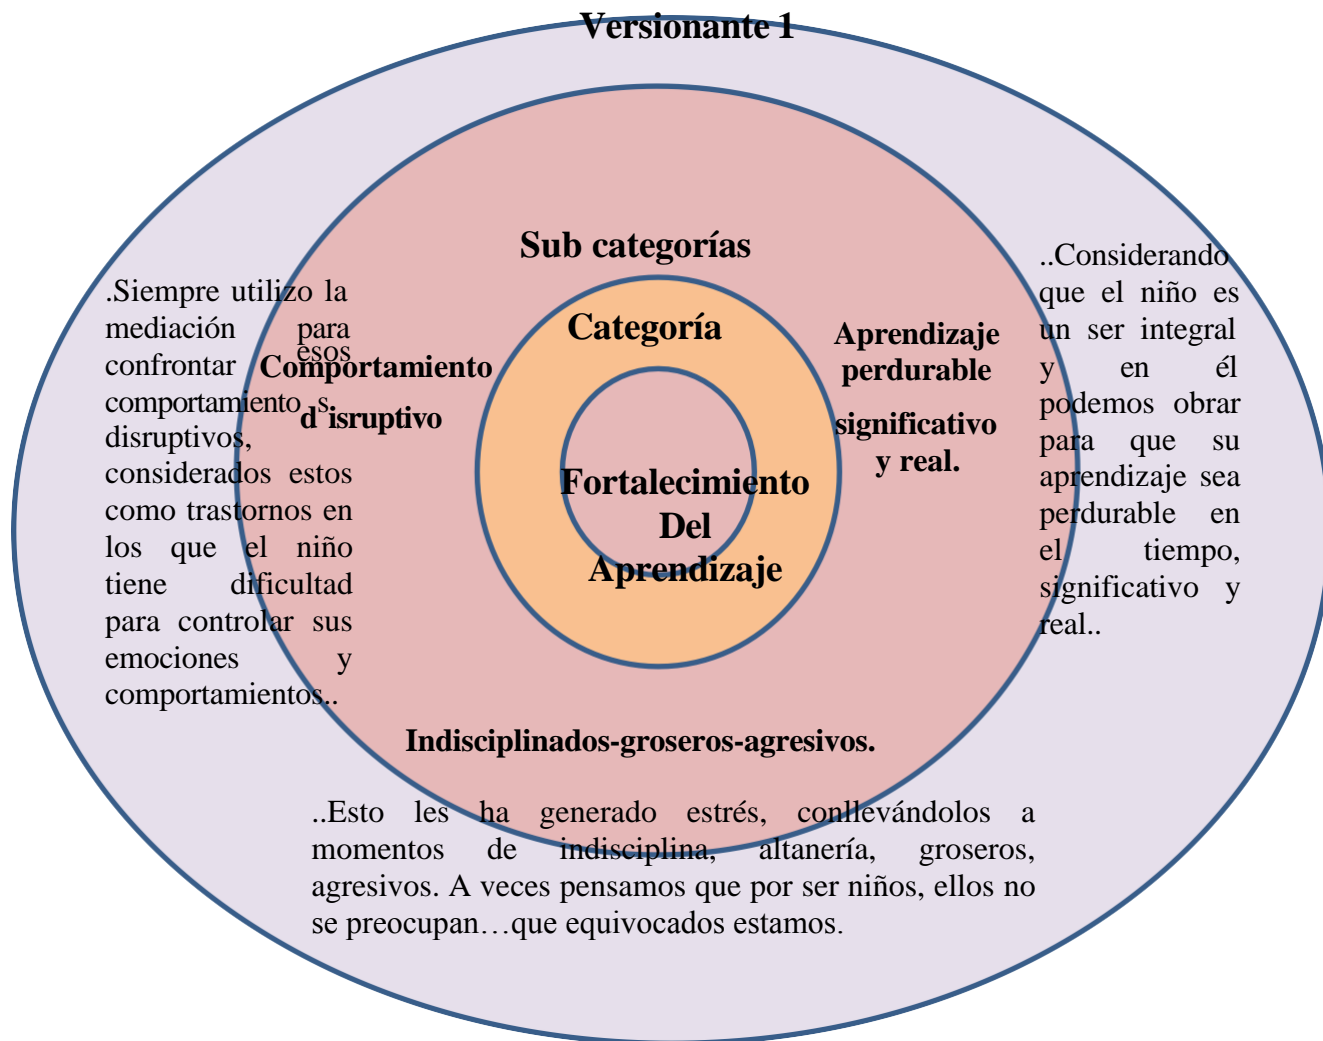 Versionante 1
Sub categorías
Categoría
Fortalecimiento
Del
Aprendizaje
.Siempre utilizo la
mediación para
confrontar esos
comportamiento s
disruptivos,
considerados estos
como trastornos en
los que el niño
tiene dificultad
para controlar sus
emociones y
comportamientos..
Comportamiento
disruptivo
Aprendizaje
perdurable
significativo
y real.
..Considerando
que el niño es
un ser integral
y en él
podemos obrar
para que su
aprendizaje sea
perdurable en
el tiempo,
significativo y
real..
Indisciplinados-groseros-agresivos.
..Esto les ha generado estrés, conllevándolos a
momentos de indisciplina, altanería, groseros,
agresivos. A veces pensamos que por ser niños, ellos no
se preocupan…que equivocados estamos.